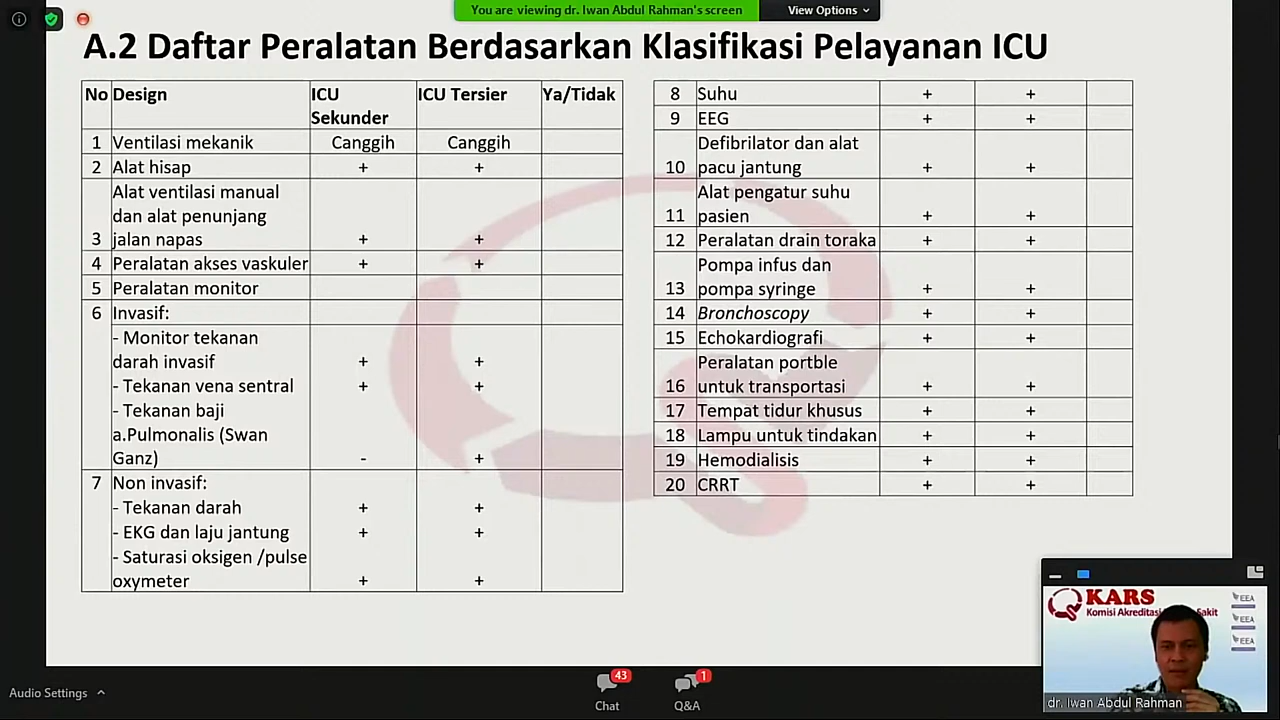 You are viewing dr. Iwan Abdul Rahman's screen
View Options
A.2 Daftar Peralatan Berdasarkan Klasifikasi Pelayanan ICU
No Design ICU Sekunder ICU Tersier Ya/Tidak
1 Ventilasi mekanik Canggih Canggih
2 Alat hisap + +
Alat ventilasi manual
dan alat penunjang
3 jalan napas + +
4 Peralatan akses vaskuler + +
5 Peralatan monitor
6 Invasif:
- Monitor tekanan
darah invasif + +
- Tekanan vena sentral + +
- Tekanan baji
a.Pulmonalis (Swan
Ganz) - +
7 Non invasif:
- Tekanan darah + +
- EKG dan laju jantung + +
- Saturasi oksigen /pulse
oxymeter + +
8 Suhu + +
9 EEG + +
Defibrilator dan alat
10 pacu jantung + +
Alat pengatur suhu
11 pasien + +
12 Peralatan drain toraka + +
Pompa infus dan
13 pompa syringe + +
14 Bronchoscopy + +
15 Echokardiografi + +
Peralatan portble
16 untuk transportasi + +
17 Tempat tidur khusus + +
18 Lampu untuk tindakan + +
19 Hemodialisis + +
20 CRRT + +
KARS
Komisi Akreditasi Sakit
EEA
EEA
EEA
dr. Iwan Abdul Rahman
Audio Settings
43
Chat
1
Q&A